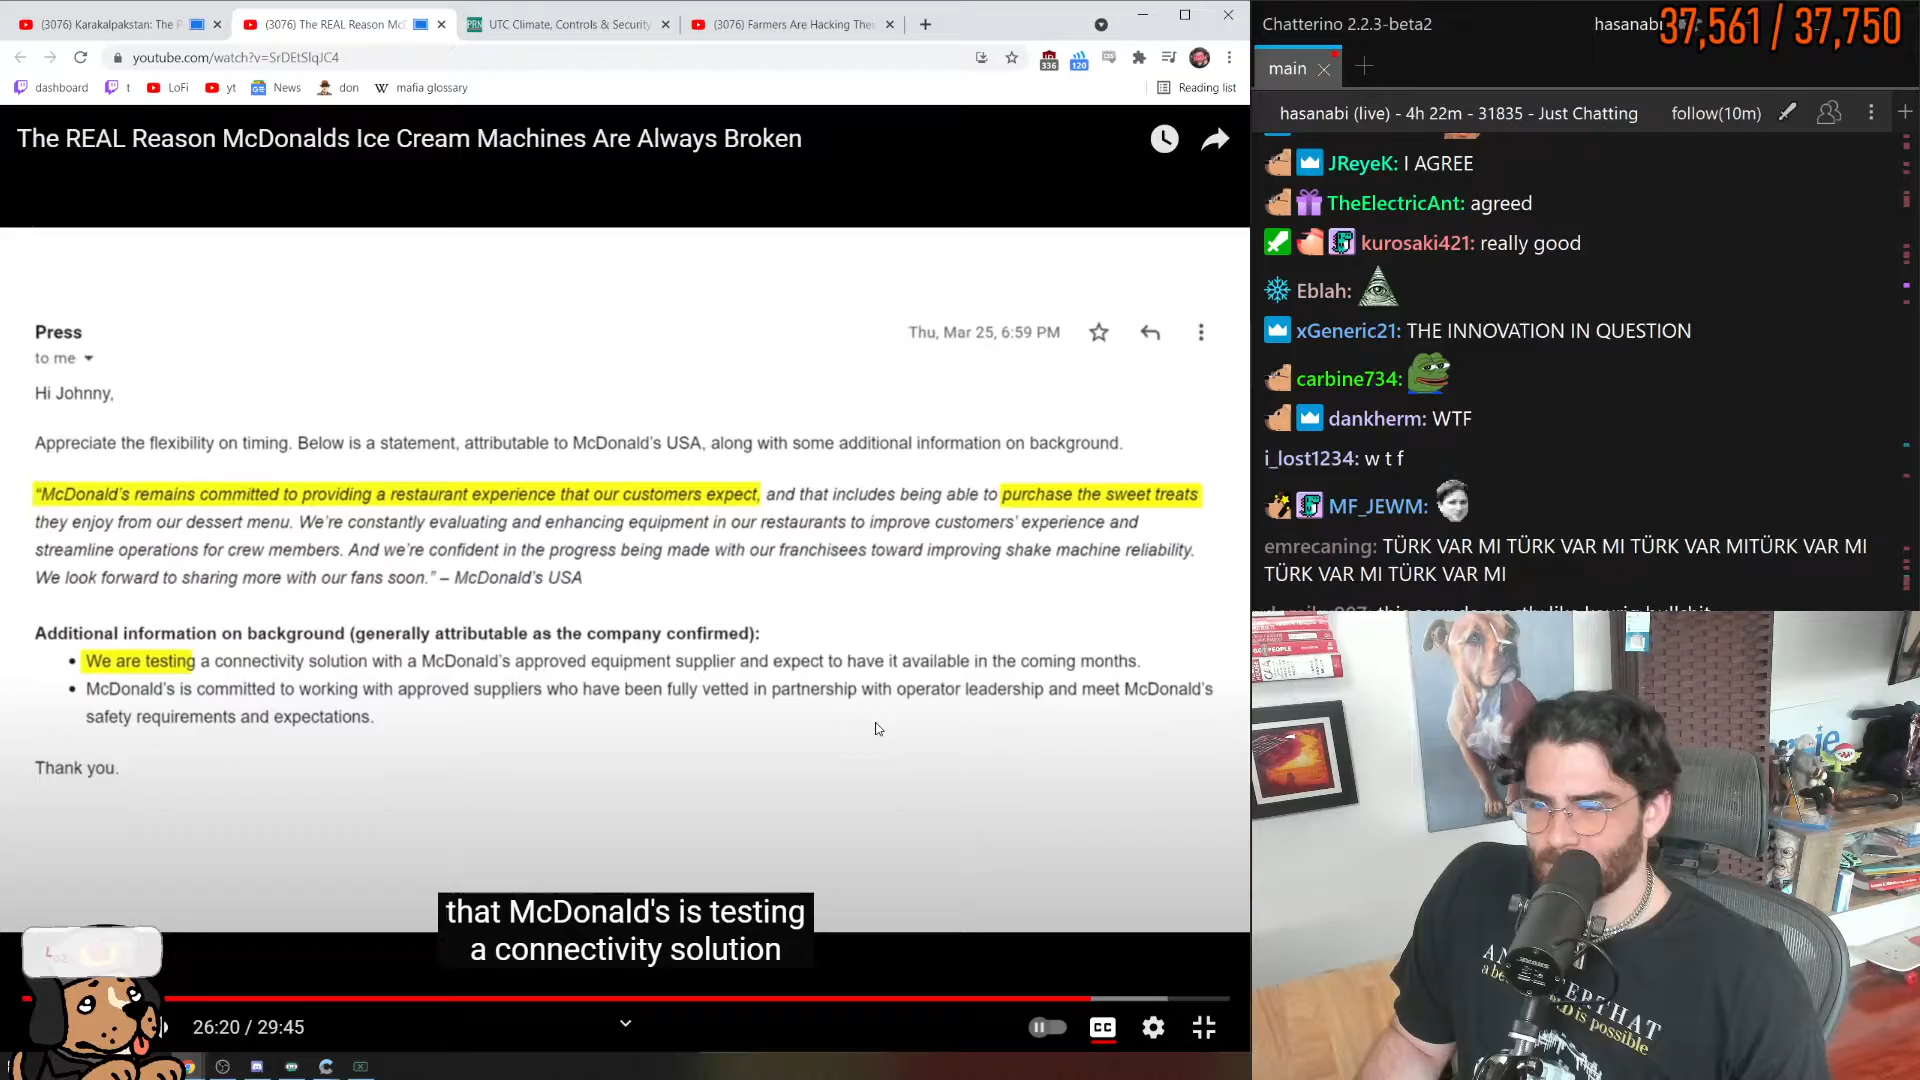 (3076) Karakalpakstan: The P
(3076) The REAL Reason McD
UTC Climate, Controls & Security
(3076) Farmers Are Hacking Thei
youtube.com/watch?v=SrDEtSlqJC4
336
120
dashboard
t
LoFi
yt
News
don
mafia glossary
Reading list
The REAL Reason McDonalds Ice Cream Machines Are Always Broken
Press
Thu, Mar 25, 6:59 PM
to me
Hi Johnny,
Appreciate the flexibility on timing. Below is a statement, attributable to McDonald's USA, along with some additional information on background.
“McDonald's remains committed to providing a restaurant experience that our customers expect, and that includes being able to purchase the sweet treats
they enjoy from our dessert menu. We're constantly evaluating and enhancing equipment in our restaurants to improve customers' experience and
streamline operations for crew members. And we're confident in the progress being made with our franchisees toward improving shake machine reliability.
We look forward to sharing more with our fans soon.” – McDonald's USA
Additional information on background (generally attributable as the company confirmed):
• We are testing a connectivity solution with a McDonald's approved equipment supplier and expect to have it available in the coming months.
• McDonald's is committed to working with approved suppliers who have been fully vetted in partnership with operator leadership and meet McDonald's
safety requirements and expectations.
Thank you.
that McDonald's is testing
a connectivity solution
26:20 / 29:45
CC
Chatterino 2.2.3-beta2
hasanabi
37,561 / 37,750
main
hasanabi (live) - 4h 22m - 31835 - Just Chatting
follow(10m)
JReyeK: I AGREE
TheElectricAnt: agreed
kurosaki421: really good
Eblah:
xGeneric21: THE INNOVATION IN QUESTION
carbine734:
dankherm: WTF
i_lost1234: w t f
MF_JEWM:
emrecaning: TÜRK VAR MI TÜRK VAR MI TÜRK VAR MITÜRK VAR MI
TÜRK VAR MI TÜRK VAR MI